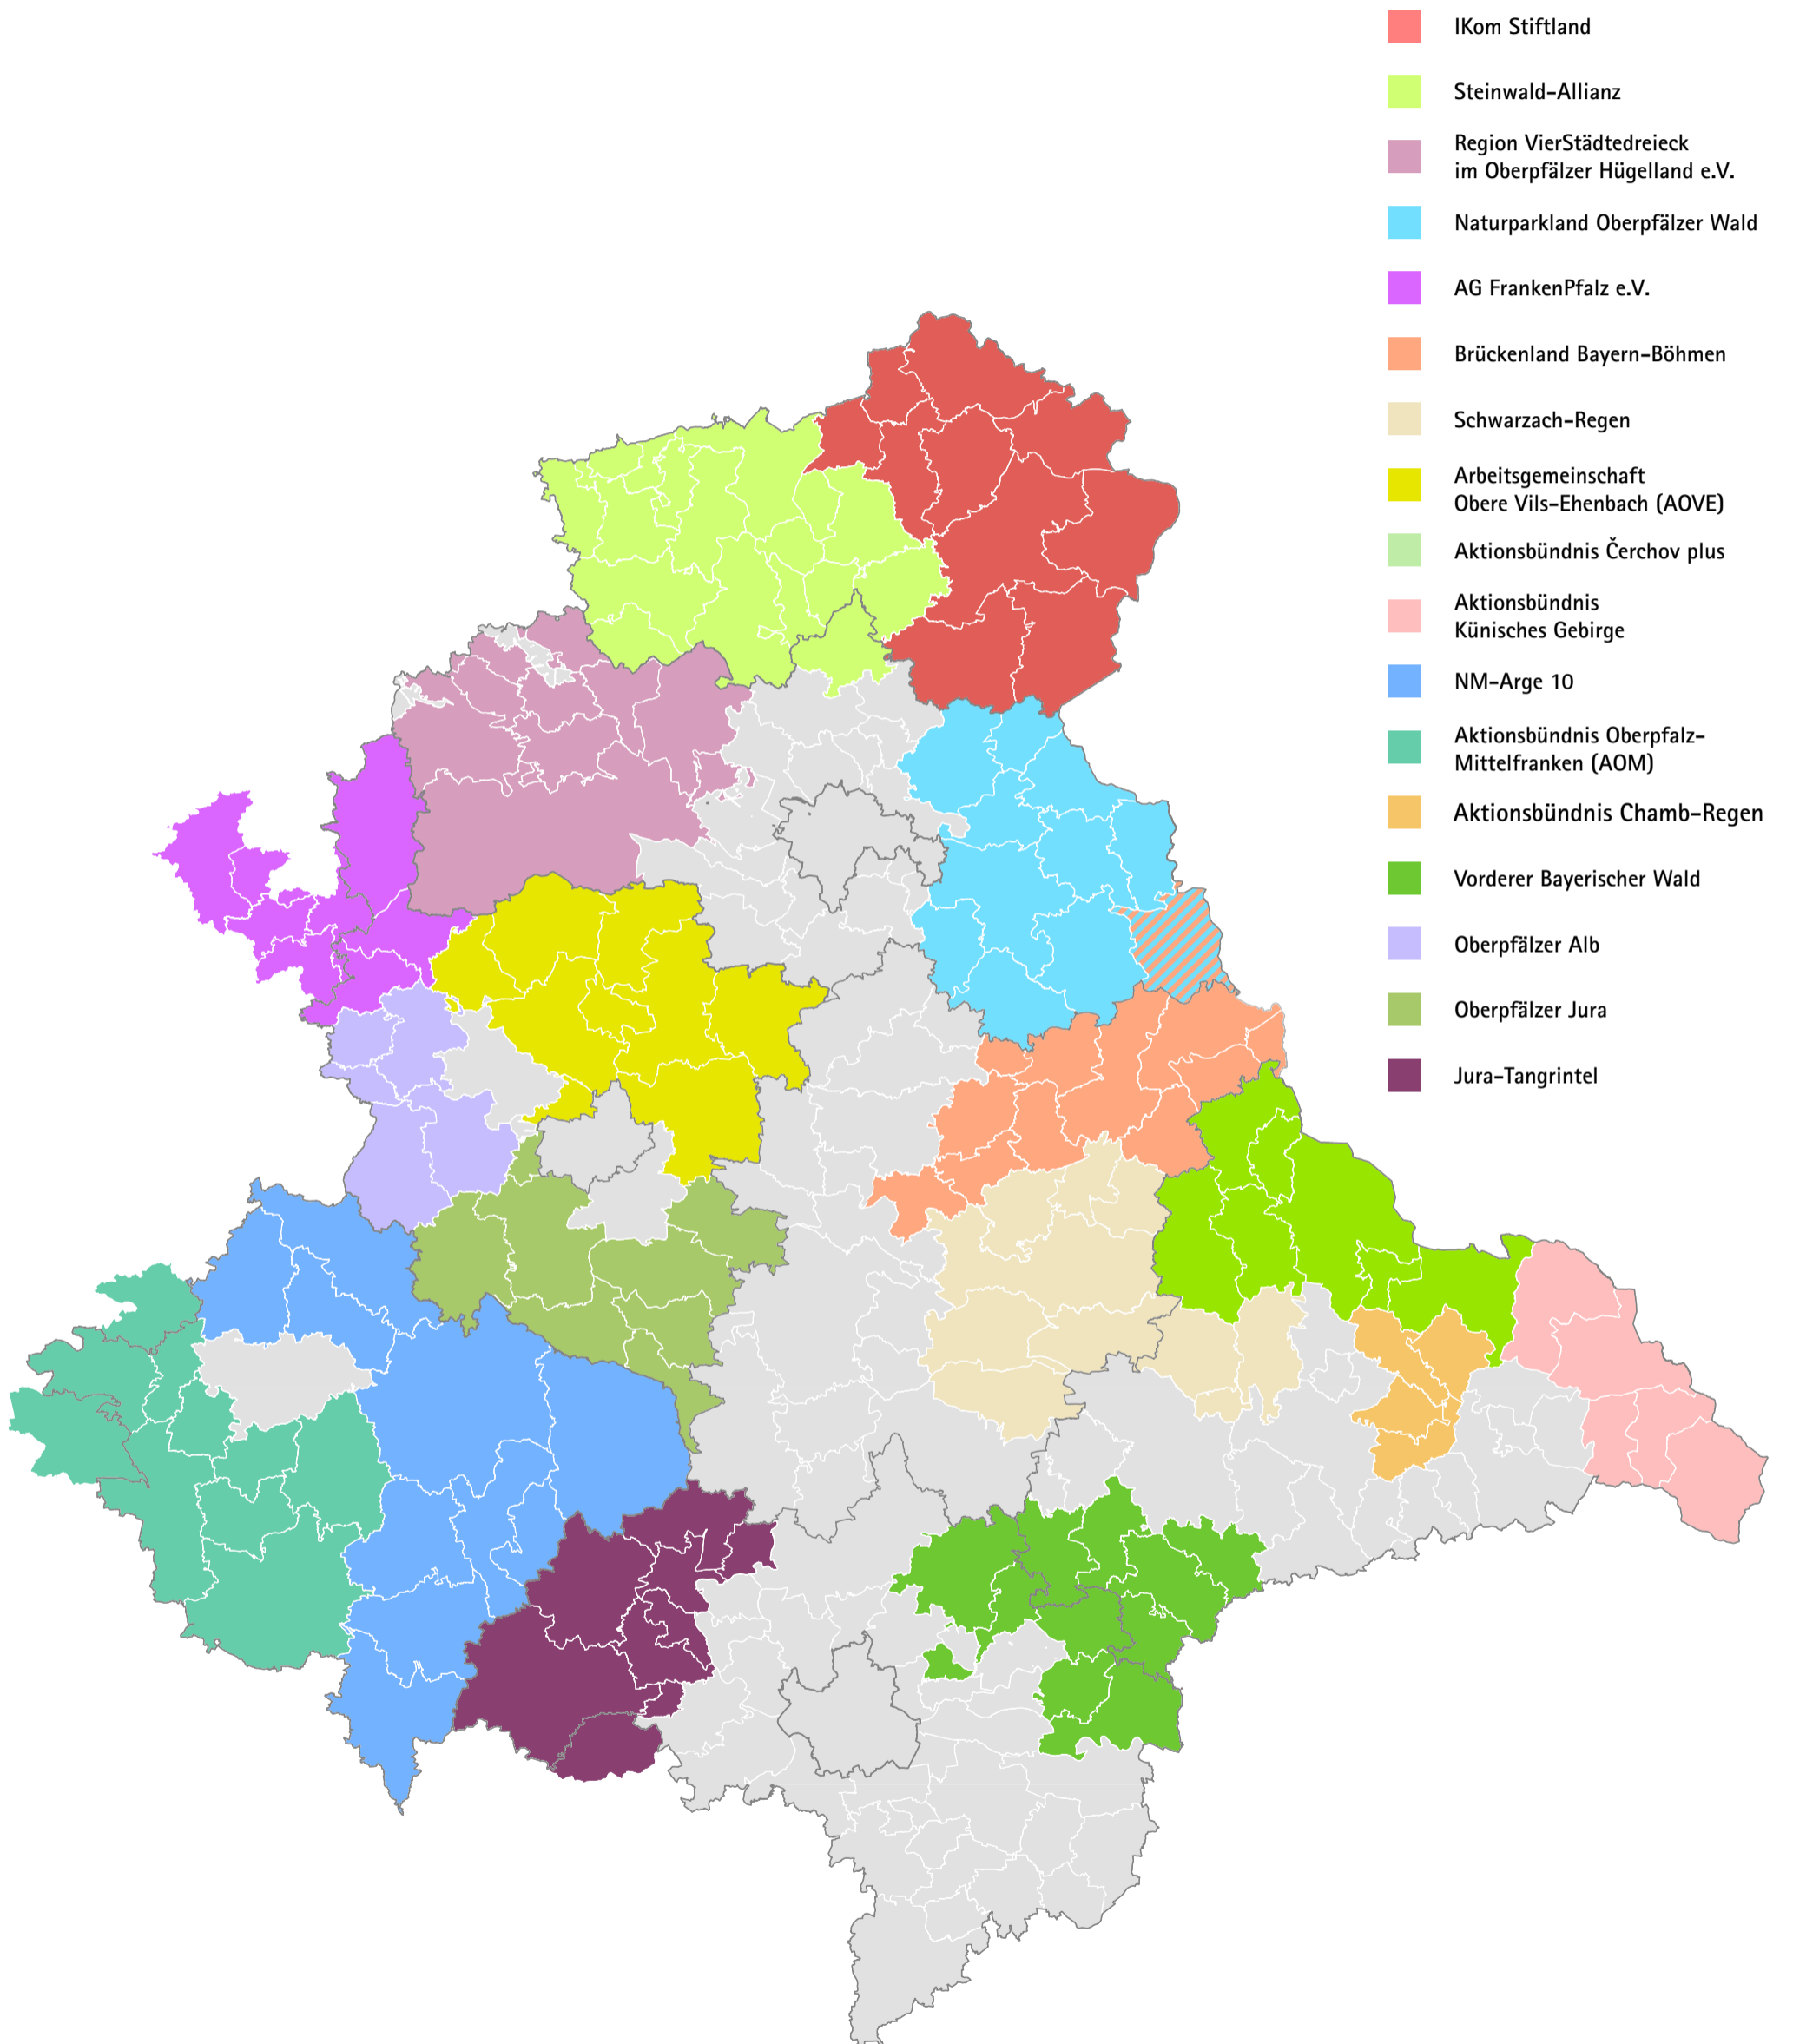 IKom Stiftland
Steinwald-Allianz
Region VierStädtedreieck
im Oberpfälzer Hügelland e.V.
Naturparkland Oberpfälzer Wald
AG FrankenPfalz e.V.
Brückenland Bayern-Böhmen
Schwarzach-Regen
Arbeitsgemeinschaft
Obere Vils-Ehenbach (AOVE)
Aktionsbündnis Čerchov plus
Aktionsbündnis
Künisches Gebirge
NM-Arge 10
Aktionsbündnis Oberpfalz-
Mittelfranken (AOM)
Aktionsbündnis Chamb-Regen
Vorderer Bayerischer Wald
Oberpfälzer Alb
Oberpfälzer Jura
Jura-Tangrintel